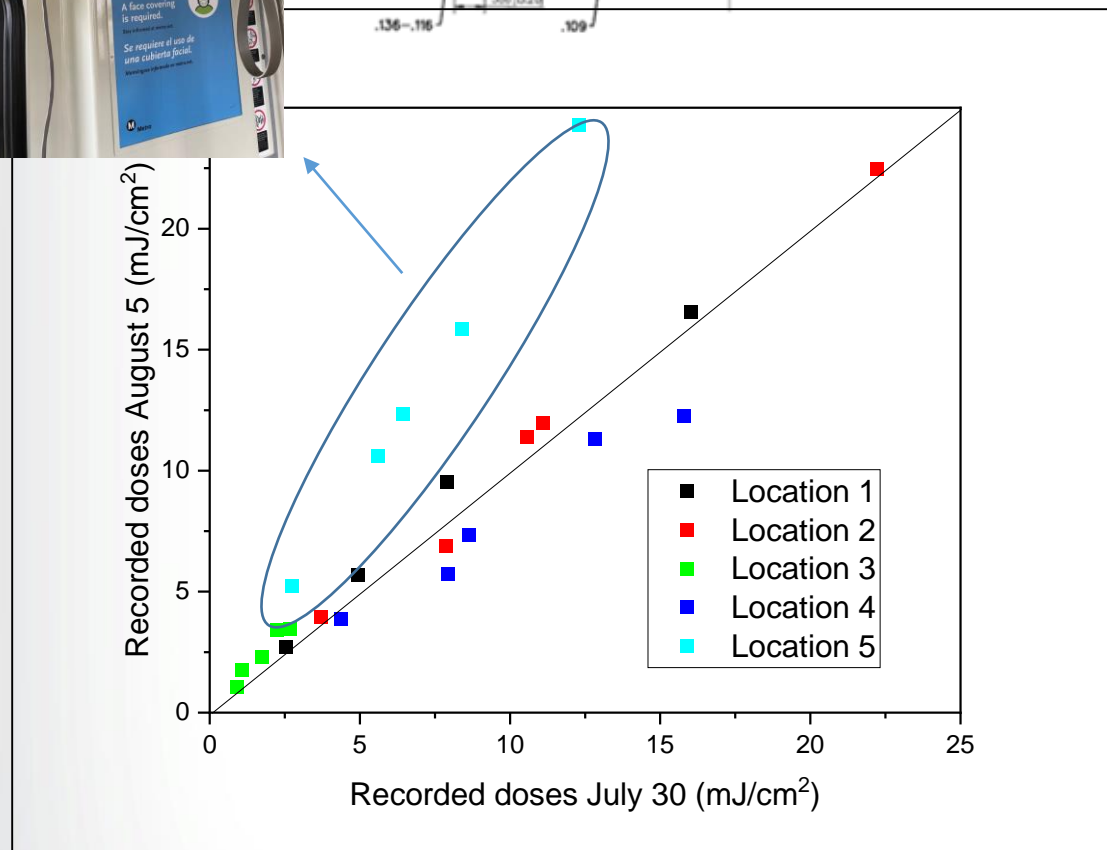 A face covering
is required.
Se requiere el uso de
una cubierta facial.
M Metro
.136–.116
.109
Recorded doses August 5 (mJ/cm²)
20
15
10
5
0
0 5 10 15 20 25
Recorded doses July 30 (mJ/cm²)
Location 1
Location 2
Location 3
Location 4
Location 5